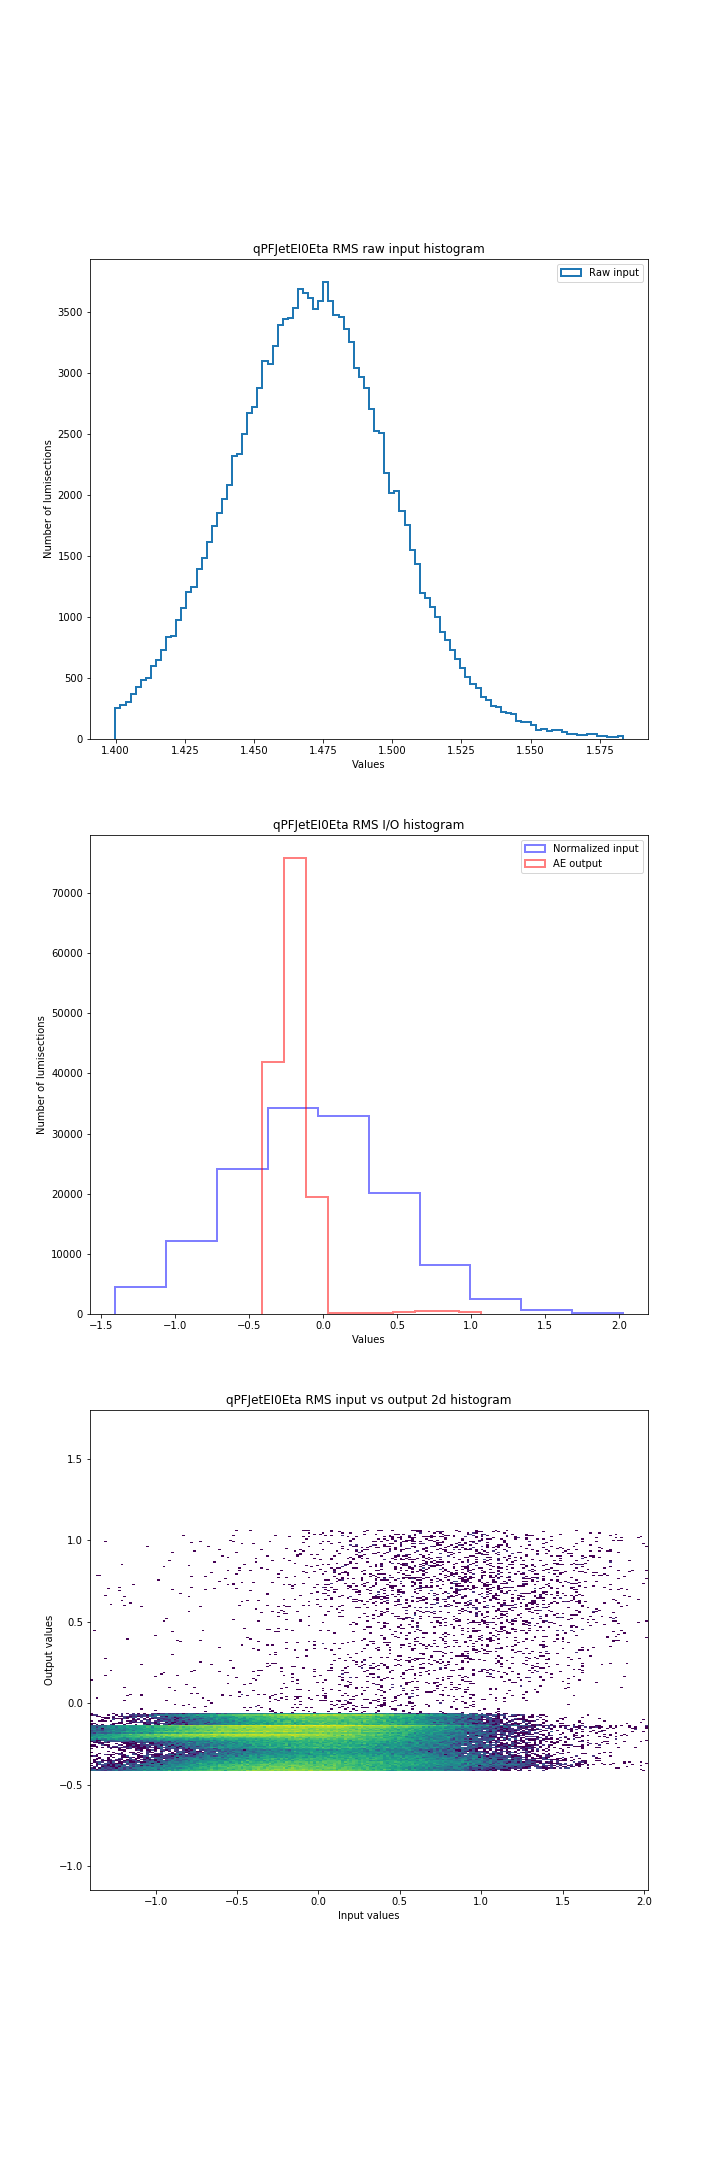 qPFJetEI0Eta RMS raw input histogram
Raw input
3500
3000
2500
2000
1500
1000
500
0
Number of lumisections
1.400 1.425 1.450 1.475 1.500 1.525 1.550 1.575
Values
qPFJetEI0Eta RMS I/O histogram
Normalized input
AE output
70000
60000
50000
40000
30000
20000
10000
0
Number of lumisections
−1.5 −1.0 −0.5 0.0 0.5 1.0 1.5 2.0
Values
qPFJetEI0Eta RMS input vs output 2d histogram
1.5
1.0
0.5
0.0
−0.5
−1.0
Output values
−1.0 −0.5 0.0 0.5 1.0 1.5 2.0
Input values